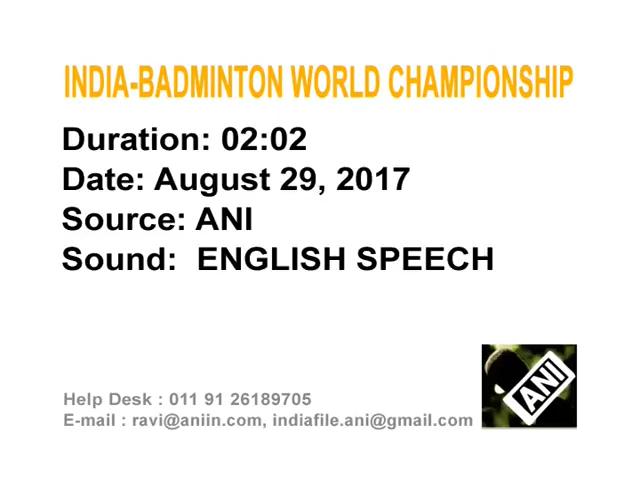 INDIA-BADMINTON WORLD CHAMPIONSHIP
Duration: 02:02
Date: August 29, 2017
Source: ANI
Sound:  ENGLISH SPEECH
Help Desk : 011 91 26189705
E-mail : ravi@aniin.com, indiafile.ani@gmail.com
ANI